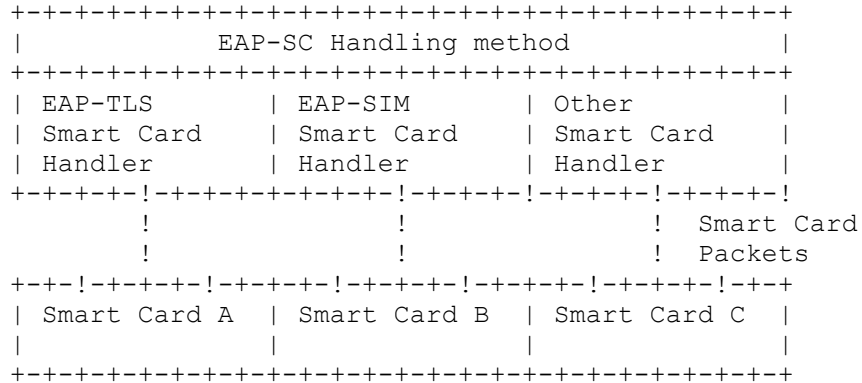 +-+-+-+-+-+-+-+-+-+-+-+-+-+-+-+-+-+-+-+-+-+-+-+-+
|            EAP-SC Handling method             |
+-+-+-+-+-+-+-+-+-+-+-+-+-+-+-+-+-+-+-+-+-+-+-+-+
| EAP-TLS       | EAP-SIM       | Other         |
| Smart Card    | Smart Card    | Smart Card    |
| Handler       | Handler       | Handler       |
+-+-+-+-!-+-+-+-+-+-+-+-!-+-+-+-!-+-+-+-!-+-+-+-!
        !               !               !  Smart Card
        !               !               !  Packets
+-+-!-+-+-+-!-+-+-+-!-+-+-+-!-+-+-+-!-+-+-+-!-+-+
| Smart Card A  | Smart Card B  | Smart Card C  |
|               |               |               |
+-+-+-+-+-+-+-+-+-+-+-+-+-+-+-+-+-+-+-+-+-+-+-+-+